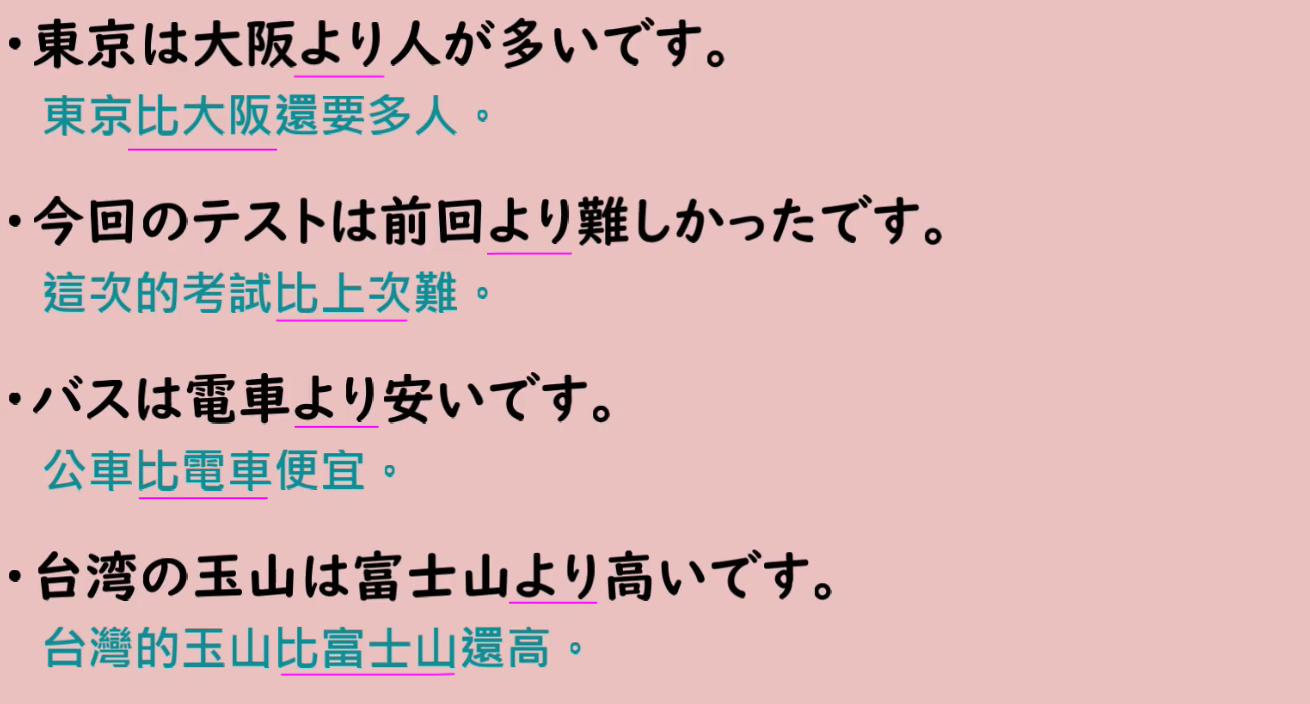 ・東京は大阪より人が多いです。
東京比大阪還要多人。
・今回のテストは前回より難しかったです。
這次的考試比上次難。
・バスは電車より安いです。
公車比電車便宜。
・台湾の玉山は富士山より高いです。
台灣的玉山比富士山還高。